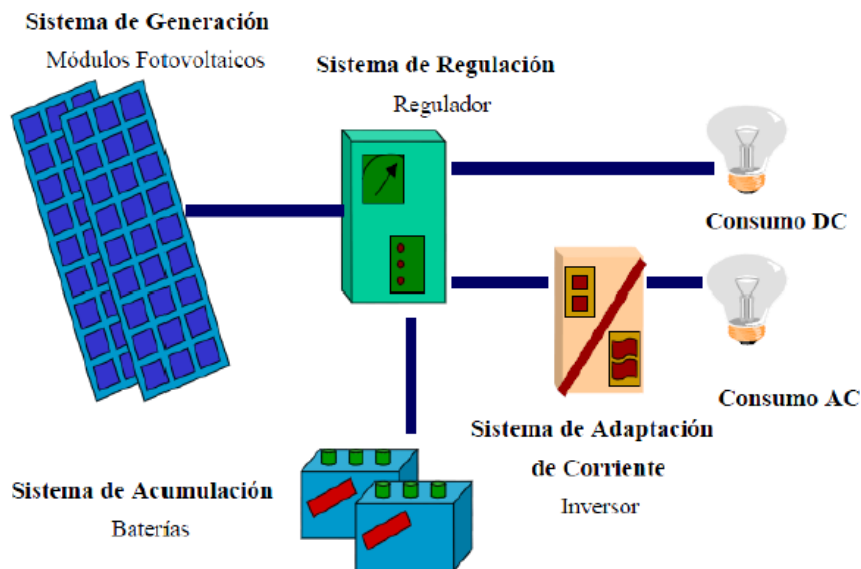 Sistema de Generación
Módulos Fotovoltaicos
Sistema de Regulación
Regulador
Consumo DC
Consumo AC
Sistema de Adaptación
de Corriente
Inversor
Sistema de Acumulación
Baterías